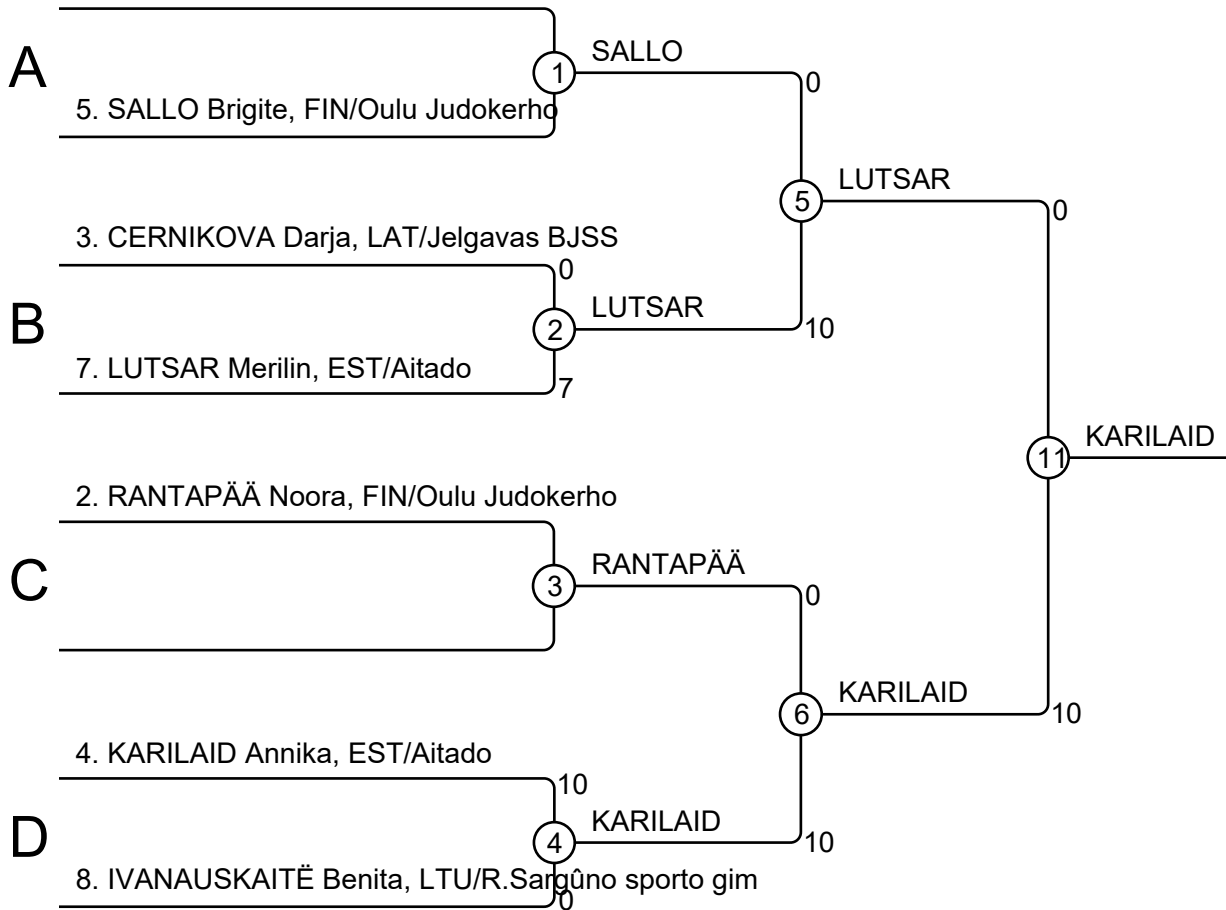 A
1
SALLO
0
5. SALLO Brigite, FIN/Oulu Judokerho
5
LUTSAR
0
3. CERNIKOVA Darja, LAT/Jelgavas BJSS
0
B
2
LUTSAR
10
7. LUTSAR Merilin, EST/Aitado
7
11
KARILAID
2. RANTAPÄÄ Noora, FIN/Oulu Judokerho
C
3
RANTAPÄÄ
0
6
KARILAID
10
4. KARILAID Annika, EST/Aitado
10
D
4
KARILAID
10
8. IVANAUSKAITË Benita, LTU/R.Sargûno sporto gim
0